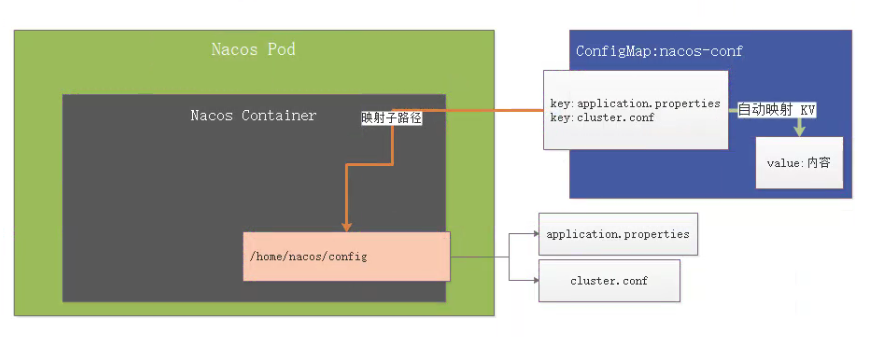 Nacos Pod
ConfigMap:nacos-conf
key:application.properties
key:cluster.conf
自动映射 KV
Nacos Container
映射子路径
value:内容
/home/nacos/config
application.properties
cluster.conf